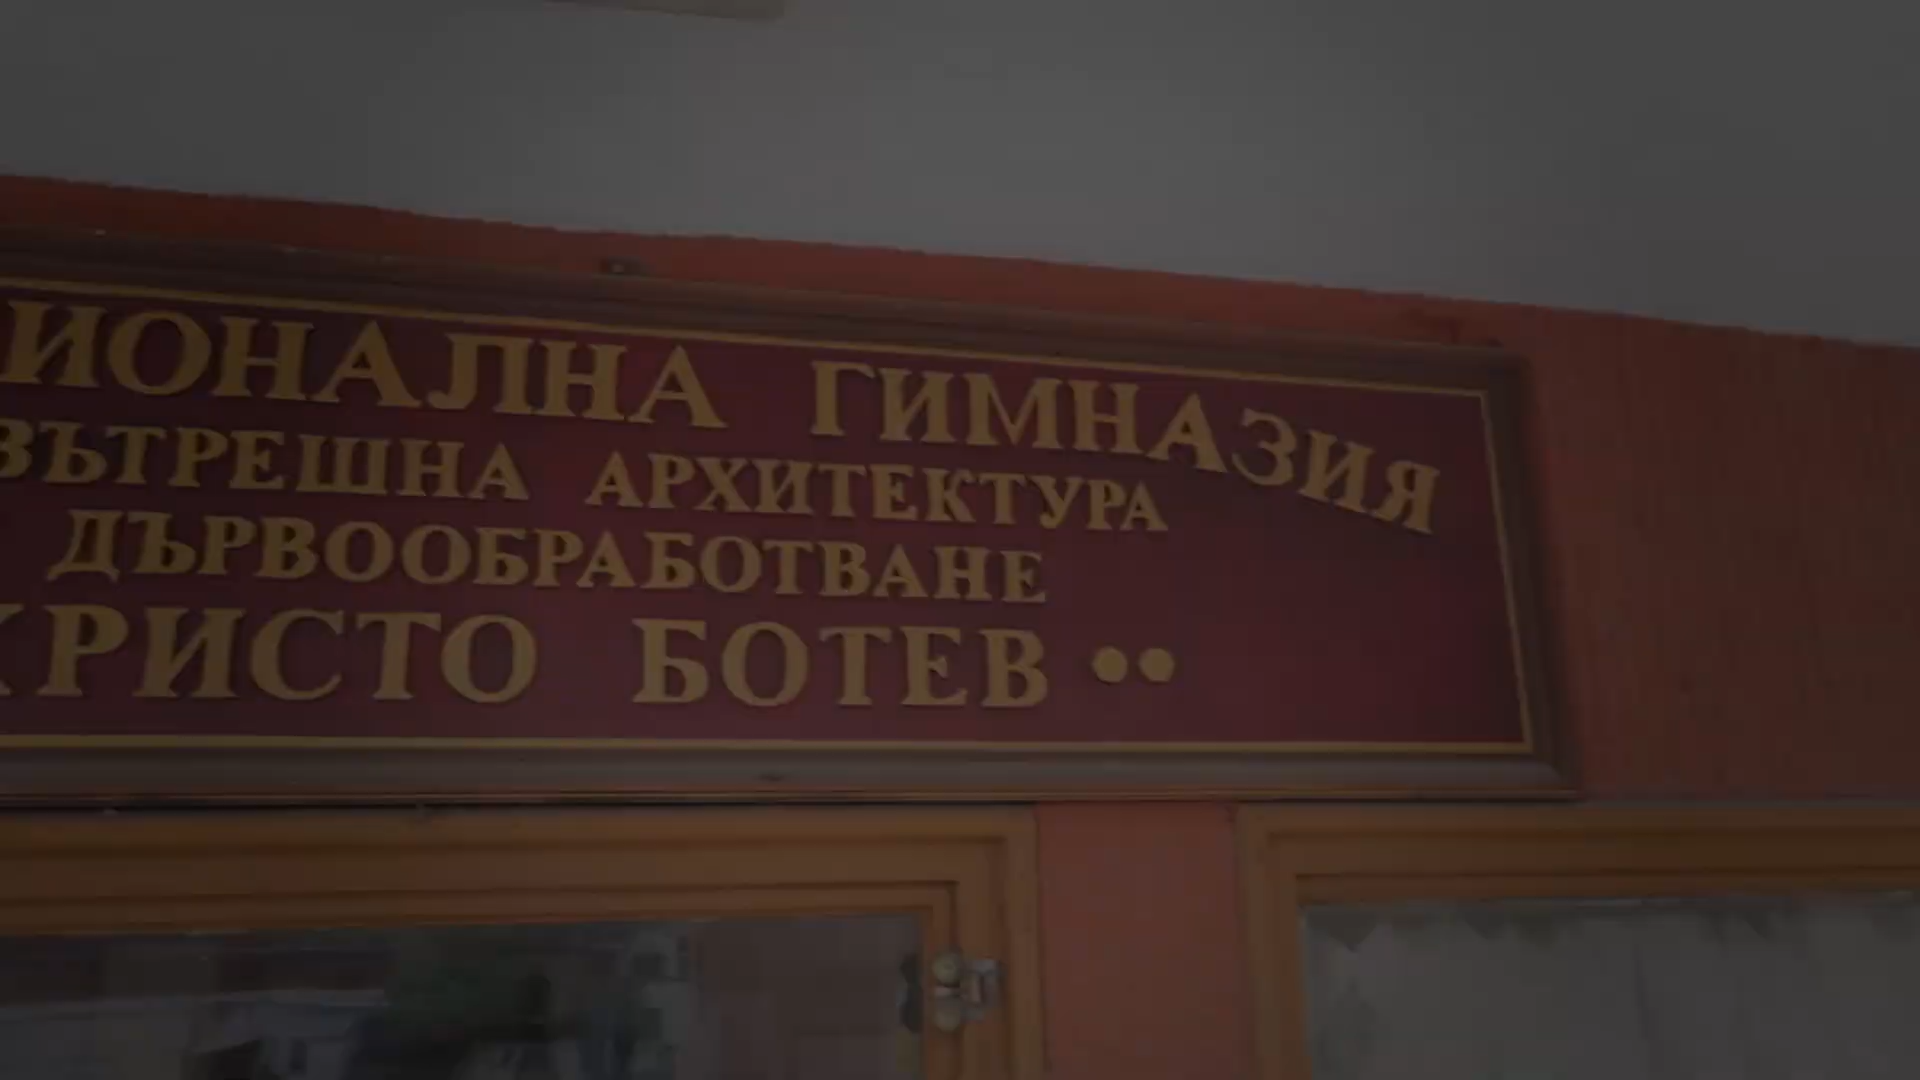 ИОНАЛНА ГИМНАЗИЯ
ВЪТРЕШНА АРХИТЕКТУРА
ДЪРВООБРАБОТВАНЕ
ХРИСТО БОТЕВ ••